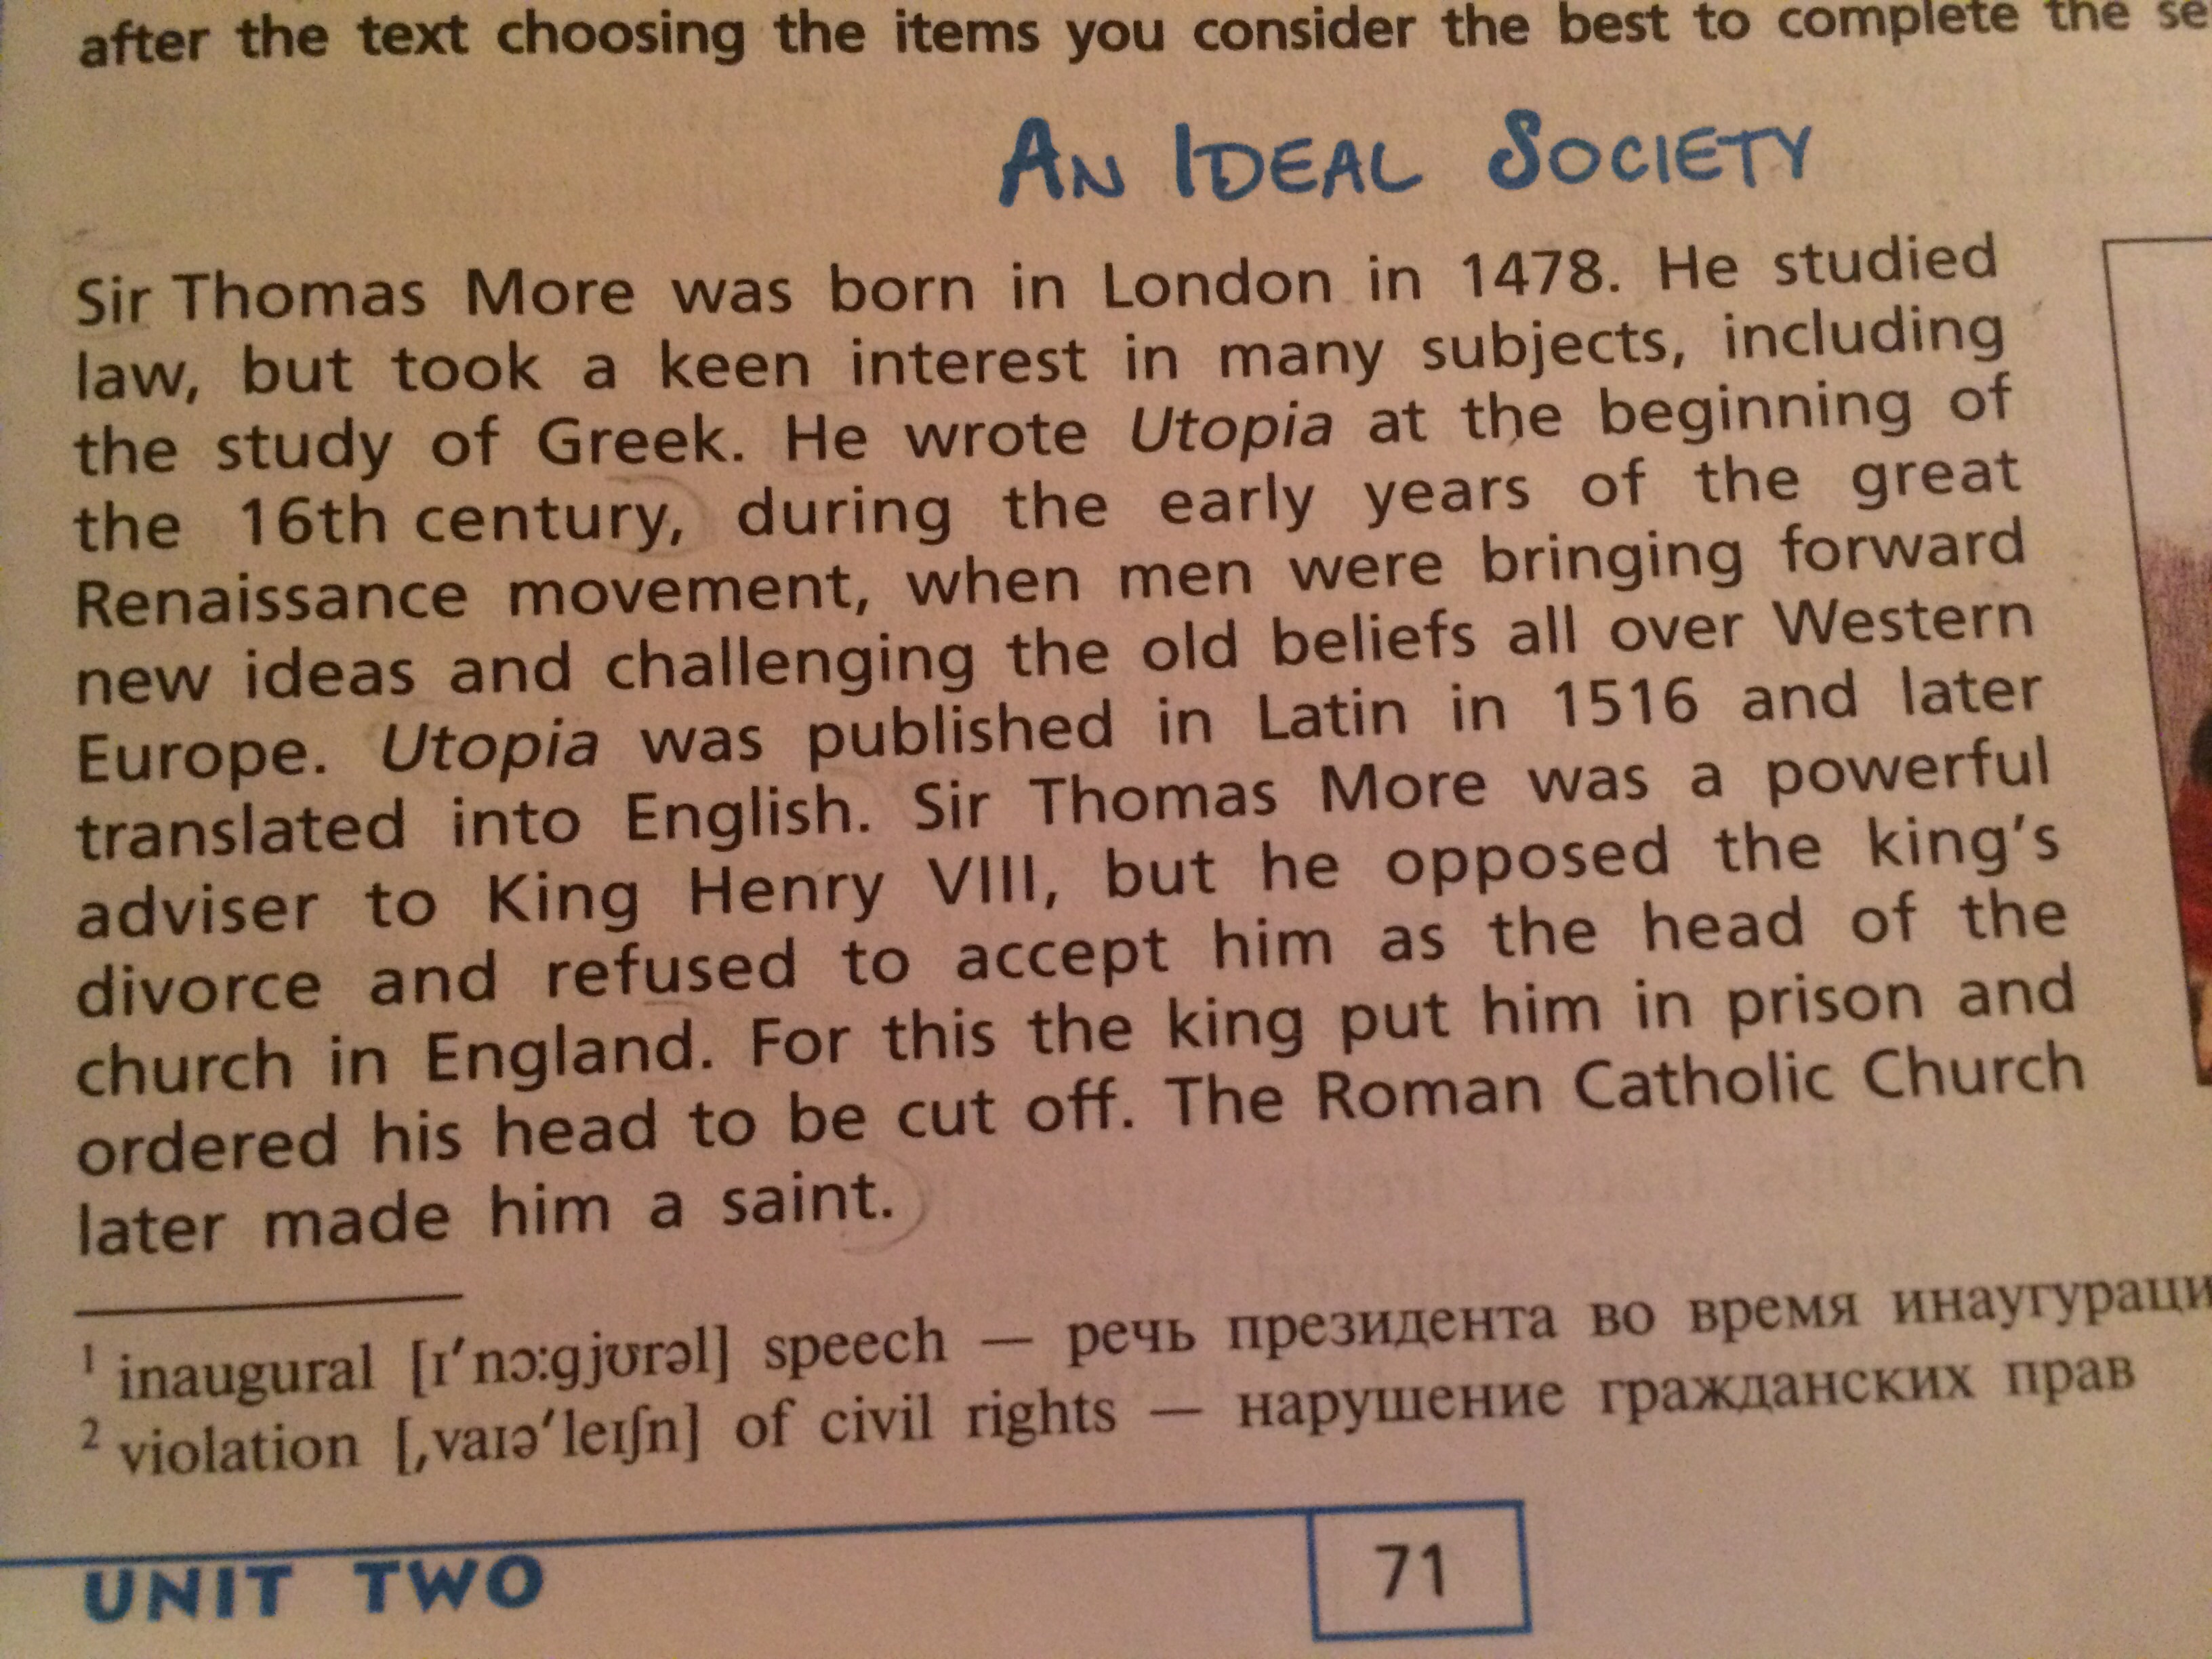 after the text choosing the items you consider the best to complete the
AN IDEAL SOCIETY
Sir Thomas More was born in London in 1478. He studied
law, but took a keen interest in many subjects, including
the study of Greek. He wrote Utopia at the beginning of
the 16th century, during the early years of the great
Renaissance movement, when men were bringing forward
new ideas and challenging the old beliefs all over Western
Europe. Utopia was published in Latin in 1516 and later
translated into English. Sir Thomas More was a powerful
adviser to King Henry VIII, but he opposed the king's
divorce and refused to accept him as the head of the
church in England. For this the king put him in prison and
ordered his head to be cut off. The Roman Catholic Church
later made him a saint.
1 inaugural [ɪ'nɔ:gjʊrəl] speech — речь президента во время
2 violation [,vaɪə'leɪʃn] of civil rights — нарушение гражданских прав
UNIT TWO
71